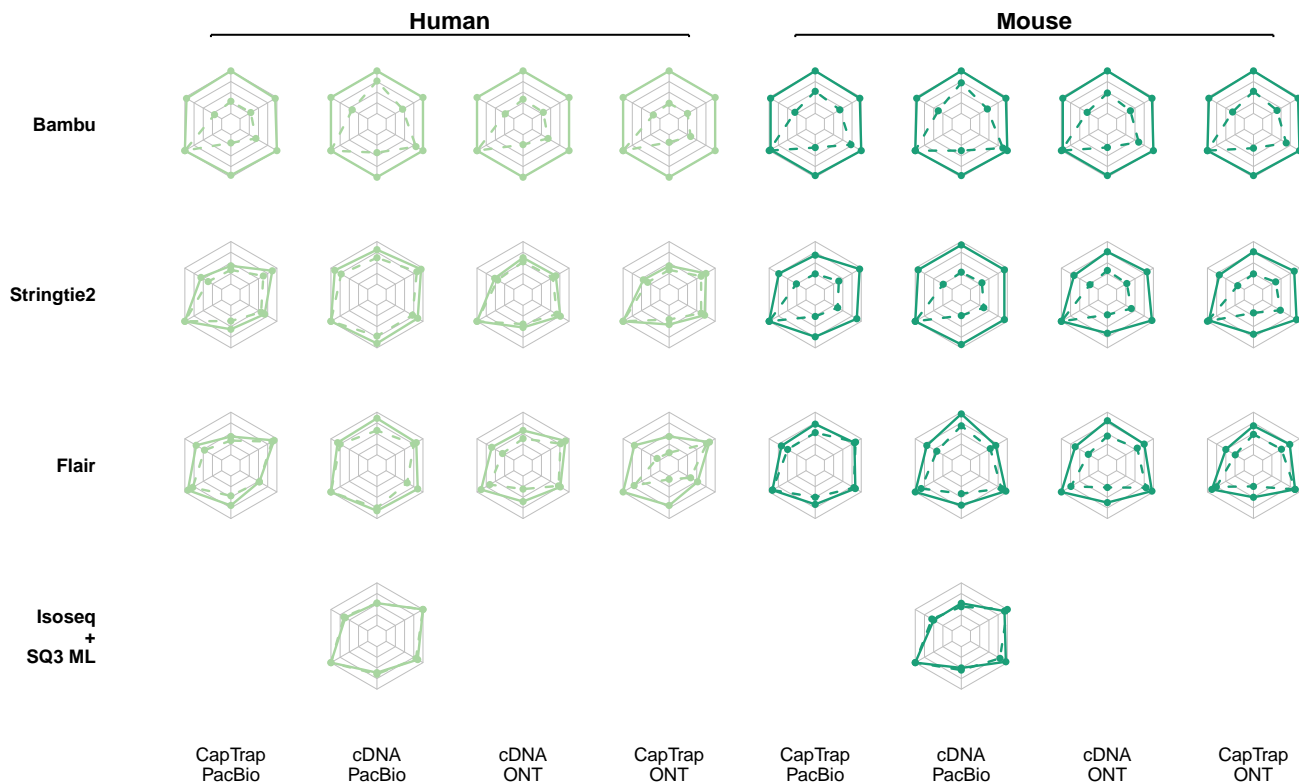 Human
Mouse
Bambu
Stringtie2
Flair
Isoseq
+
SQ3 ML
CapTrap
PacBio
cDNA
PacBio
cDNA
ONT
CapTrap
ONT
CapTrap
PacBio
cDNA
PacBio
cDNA
ONT
CapTrap
ONT